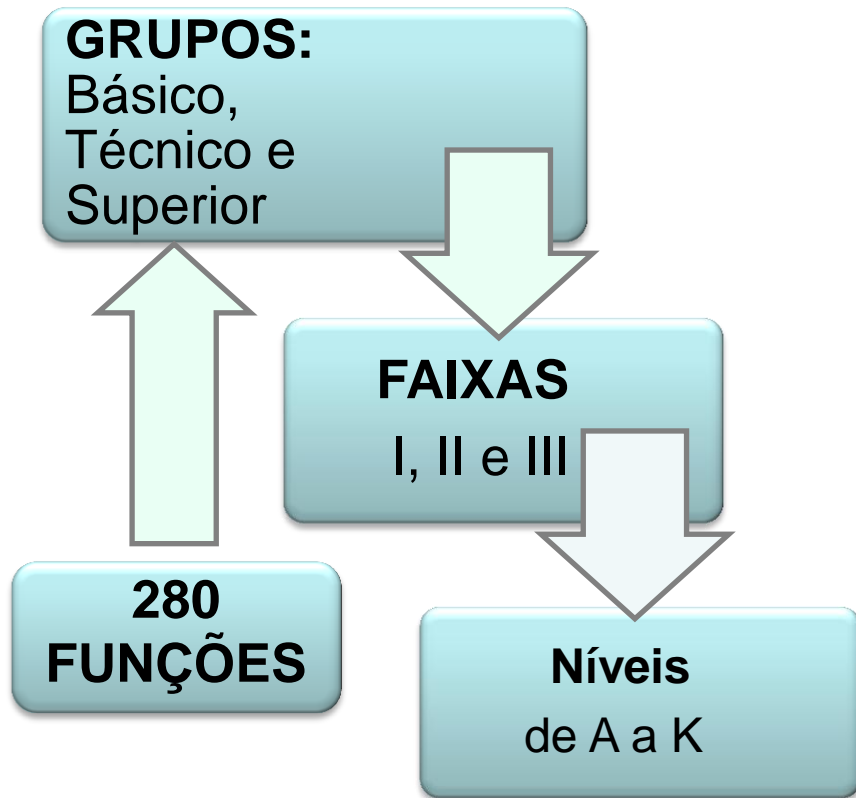 GRUPOS:
Básico,
Técnico e
Superior
FAIXAS
I, II e III
280
FUNÇÕES
Níveis
de A a K